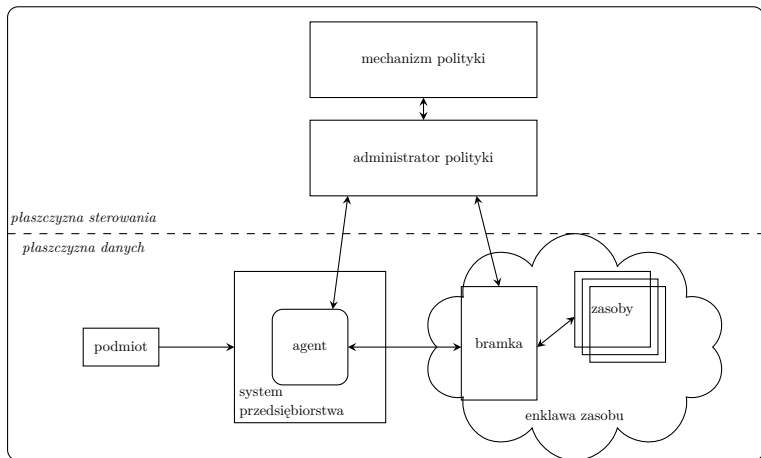 mechanizm polityki
administrator polityki
płaszczyzna sterowania
płaszczyzna danych
podmiot
agent
system
przedsiębiorstwa
bramka
zasoby
enklawa zasobu